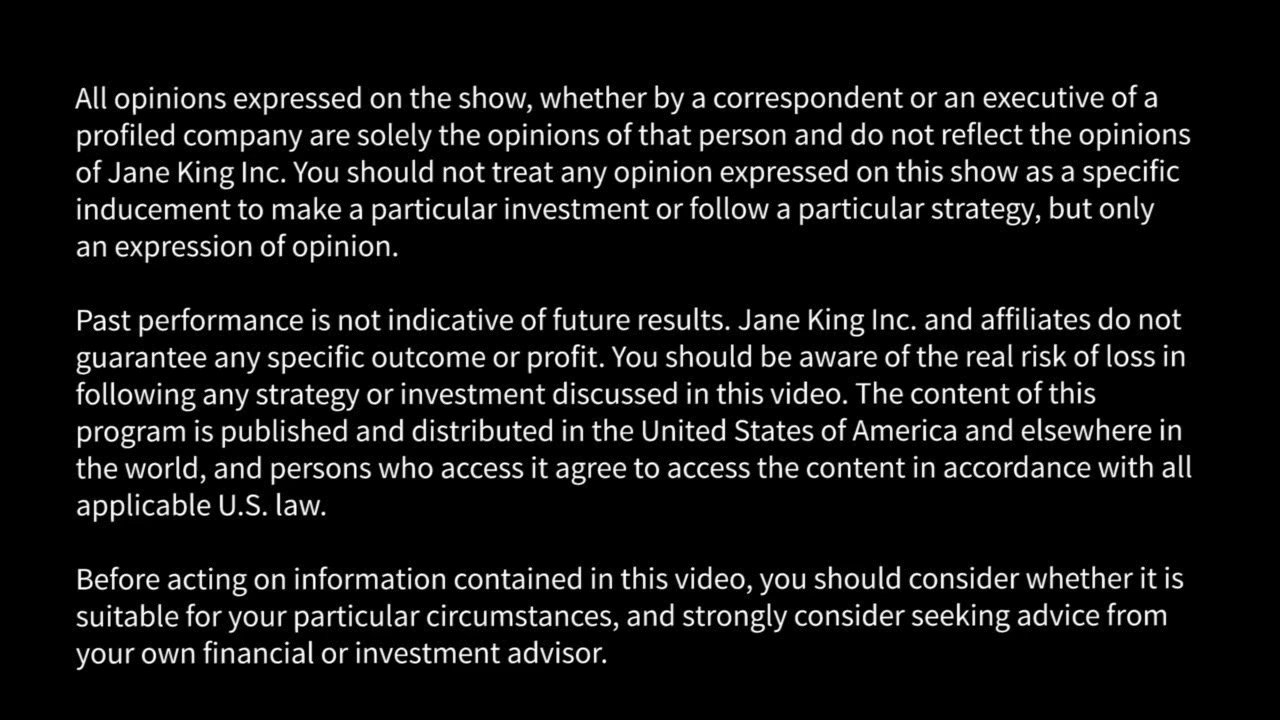 All opinions expressed on the show, whether by a correspondent or an executive of a
profiled company are solely the opinions of that person and do not reflect the opinions
of Jane King Inc. You should not treat any opinion expressed on this show as a specific
inducement to make a particular investment or follow a particular strategy, but only
an expression of opinion.
Past performance is not indicative of future results. Jane King Inc. and affiliates do not
guarantee any specific outcome or profit. You should be aware of the real risk of loss in
following any strategy or investment discussed in this video. The content of this
program is published and distributed in the United States of America and elsewhere in
the world, and persons who access it agree to access the content in accordance with all
applicable U.S. law.
Before acting on information contained in this video, you should consider whether it is
suitable for your particular circumstances, and strongly consider seeking advice from
your own financial or investment advisor.